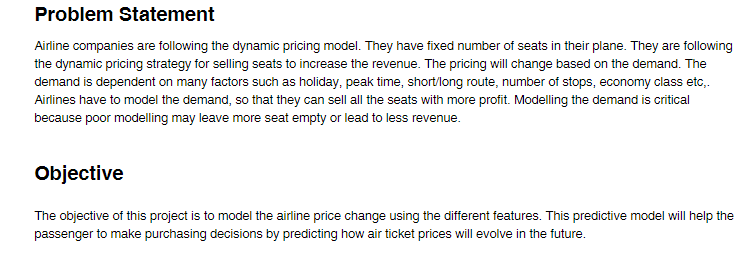 Problem Statement
Airline companies are following the dynamic pricing model. They have fixed number of seats in their plane. They are following
the dynamic pricing strategy for selling seats to increase the revenue. The pricing will change based on the demand. The
demand is dependent on many factors such as holiday, peak time, short/long route, number of stops, economy class etc,.
Airlines have to model the demand, so that they can sell all the seats with more profit. Modelling the demand is critical
because poor modelling may leave more seat empty or lead to less revenue.
Objective
The objective of this project is to model the airline price change using the different features. This predictive model will help the
passenger to make purchasing decisions by predicting how air ticket prices will evolve in the future.